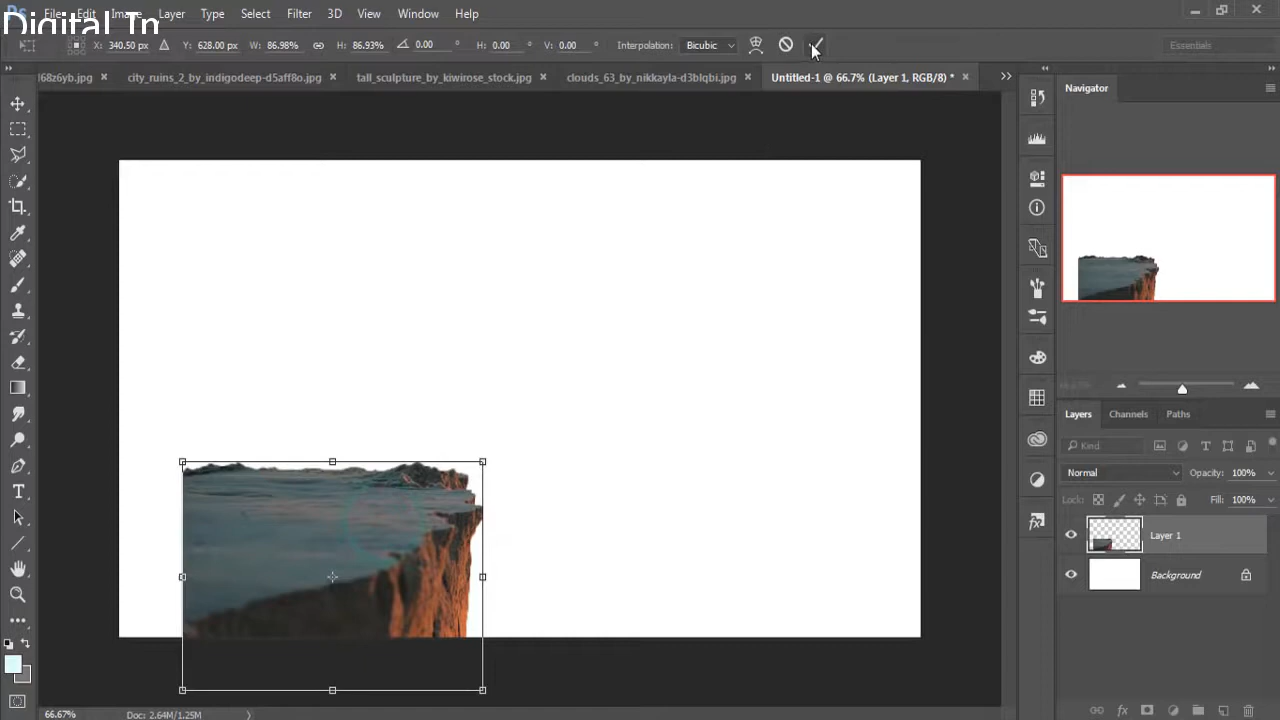 Ps File Edit Image Layer Type Select Filter 3D View Window Help
Digital Tm
X: 340.50 px Y: 628.00 px W: 86.98% H: 86.93% 0.00 ° H: 0.00 ° V: 0.00 ° Interpolation: Bicubic Essentials
l68z6yb.jpg × city_ruins_2_by_indigodeep-d5aff8o.jpg × tall_sculpture_by_kiwirose_stock.jpg × clouds_63_by_nikkayla-d3blqbi.jpg × Untitled-1 @ 66.7% (Layer 1, RGB/8) * ×
Navigator
Layers Channels Paths
Kind
Normal Opacity: 100%
Lock: Fill: 100%
Layer 1
Background
66.67% Doc: 2.64M/1.25M